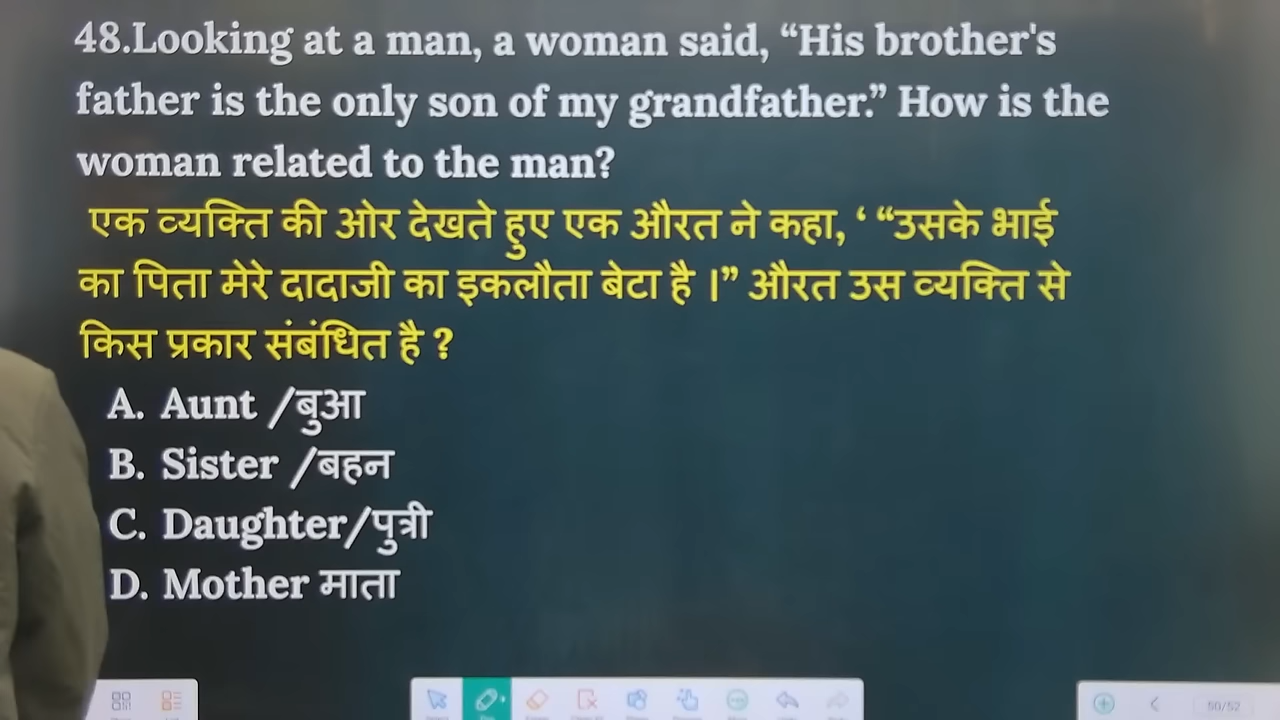 48.Looking at a man, a woman said, “His brother's
father is the only son of my grandfather.” How is the
woman related to the man?
एक व्यक्ति की ओर देखते हुए एक औरत ने कहा, ‘ “उसके भाई
का पिता मेरे दादाजी का इकलौता बेटा है ।” औरत उस व्यक्ति से
किस प्रकार संबंधित है ?
A. Aunt /बुआ
B. Sister /बहन
C. Daughter/पुत्री
D. Mother माता
50/52